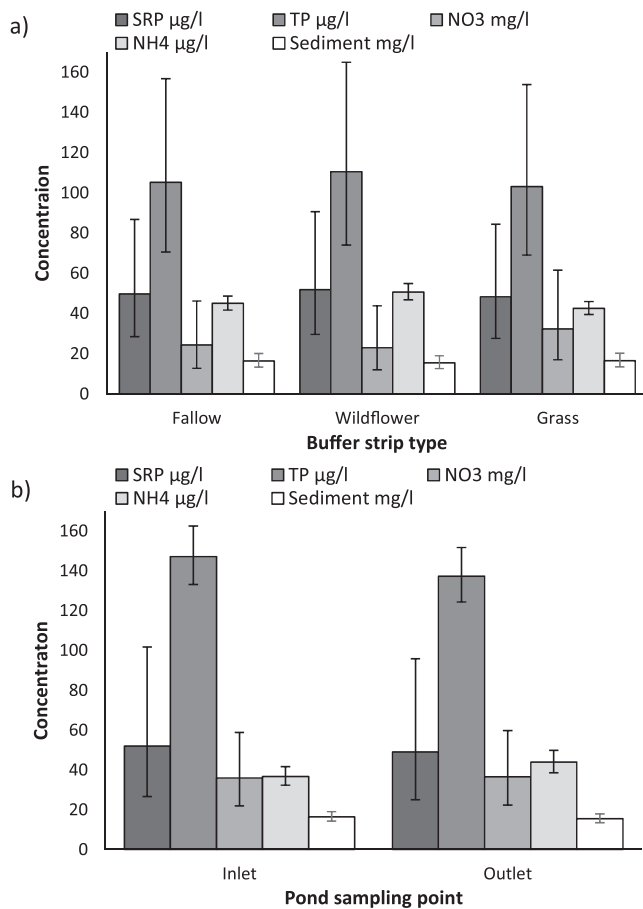 a)
SRP µg/l TP µg/l NO3 mg/l
NH4 µg/l Sediment mg/l
160
140
120
100
80
60
40
20
0
Concentraion
Fallow Wildflower Grass
Buffer strip type
b)
SRP µg/l TP µg/l NO3 mg/l
NH4 µg/l Sediment mg/l
160
140
120
100
80
60
40
20
0
Concentraton
Inlet Outlet
Pond sampling point